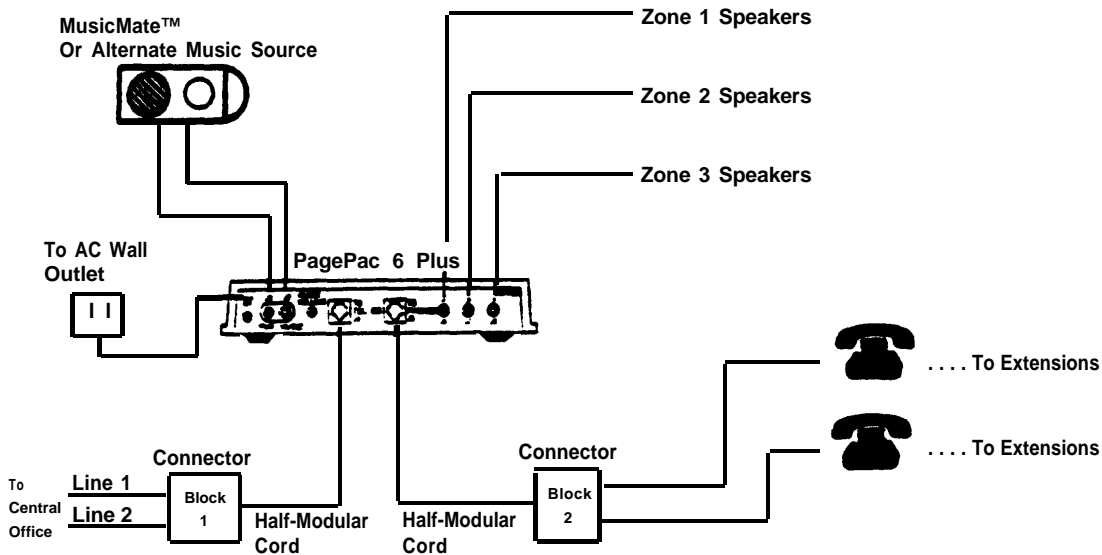 MusicMate™
Or Alternate Music Source
Zone 1 Speakers
Zone 2 Speakers
Zone 3 Speakers
To AC Wall
Outlet
PagePac 6 Plus
. . . . To Extensions
. . . . To Extensions
Connector
Block
1
To
Central
Office
Line 1
Line 2
Half-Modular
Cord
Half-Modular
Cord
Connector
Block
2